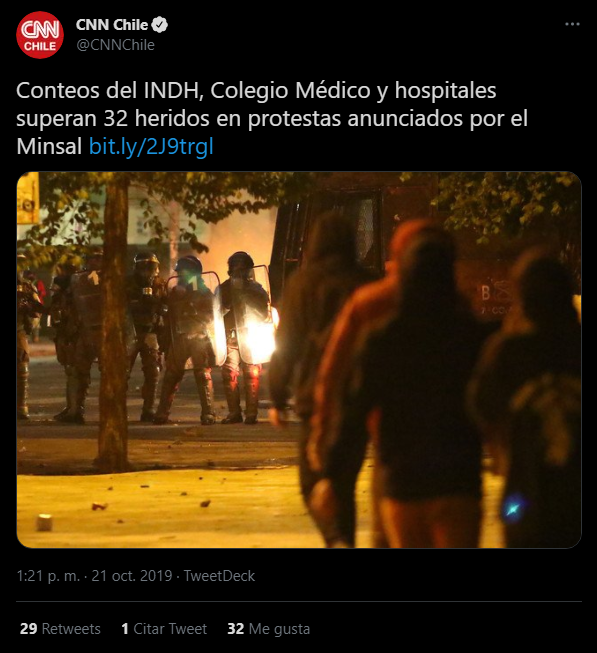 CNN
CHILE
CNN Chile
@CNNChile
Conteos del INDH, Colegio Médico y hospitales
superan 32 heridos en protestas anunciados por el
Minsal bit.ly/2J9trgl
1:21 p. m. · 21 oct. 2019 · TweetDeck
29 Retweets 1 Citar Tweet 32 Me gusta